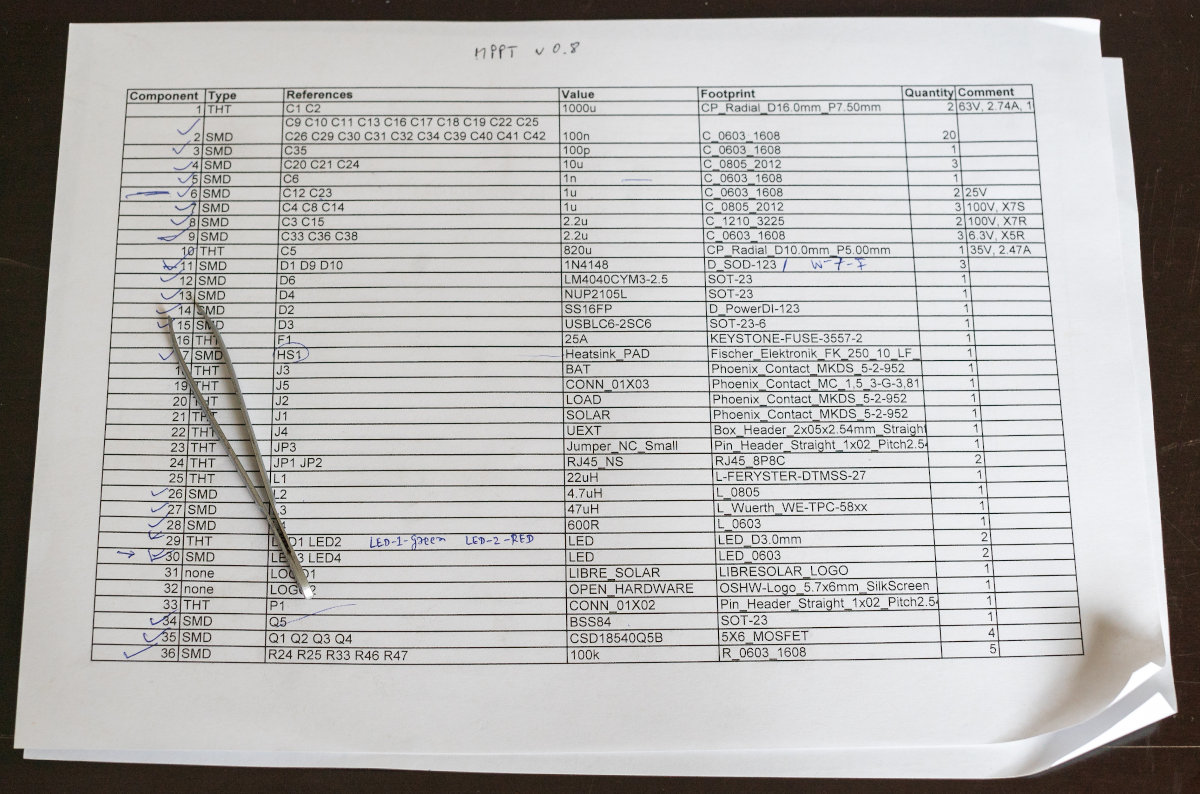 MPPT v 0.8
Component Type References Value Footprint Quantity Comment
1 THT C1 C2 1000u CP_Radial_D16.0mm_P7.50mm 2 63V, 2.74A, 1
C9 C10 C11 C13 C16 C17 C18 C19 C22 C25
2 SMD C26 C29 C30 C31 C32 C34 C39 C40 C41 C42 100n C_0603_1608 20
3 SMD C35 100p C_0603_1608 1
4 SMD C20 C21 C24 10u C_0805_2012 3
5 SMD C6 1n C_0603_1608 1
6 SMD C12 C23 1u C_0603_1608 2 25V
7 SMD C4 C8 C14 1u C_0805_2012 3 100V, X7S
8 SMD C3 C15 2.2u C_1210_3225 2 100V, X7R
9 SMD C33 C36 C38 2.2u C_0603_1608 3 6.3V, X5R
10 THT C5 820u CP_Radial_D10.0mm_P5.00mm 1 35V, 2.47A
11 SMD D1 D9 D10 1N4148 D_SOD-123 / W-7-F 3
12 SMD D6 LM4040CYM3-2.5 SOT-23 1
13 SMD D4 NUP2105L SOT-23 1
14 SMD D2 SS16FP D_PowerDI-123 1
15 SMD D3 USBLC6-2SC6 SOT-23-6 1
16 THT F1 25A KEYSTONE-FUSE-3557-2 1
17 SMD HS1 Heatsink_PAD Fischer_Elektronik_FK_250_10_LF_ 1
THT J3 BAT Phoenix_Contact_MKDS_5-2-952 1
19 THT J5 CONN_01X03 Phoenix_Contact_MC_1,5_3-G-3,81 1
20 THT J2 LOAD Phoenix_Contact_MKDS_5-2-952 1
21 THT J1 SOLAR Phoenix_Contact_MKDS_5-2-952 1
22 THT J4 UEXT Box_Header_2x05x2.54mm_Straight 1
23 THT JP3 Jumper_NC_Small Pin_Header_Straight_1x02_Pitch2.54 1
24 THT JP1 JP2 RJ45_NS RJ45_8P8C 2
25 THT L1 22uH L-FERYSTER-DTMSS-27 1
26 SMD L2 4.7uH L_0805 1
27 SMD L3 47uH L_Wuerth_WE-TPC-58xx 1
28 SMD 600R L_0603 1
29 THT LED1 LED2 LED-1-Green LED-2-RED LED LED_D3.0mm 2
30 SMD LED3 LED4 LED LED_0603 2
31 none LOGO1 LIBRE_SOLAR LIBRESOLAR_LOGO 1
32 none LOGO2 OPEN_HARDWARE OSHW-Logo_5.7x6mm_SilkScreen 1
33 THT P1 CONN_01X02 Pin_Header_Straight_1x02_Pitch2.54 1
34 SMD Q5 BSS84 SOT-23 1
35 SMD Q1 Q2 Q3 Q4 CSD18540Q5B 5X6_MOSFET 4
36 SMD R24 R25 R33 R46 R47 100k R_0603_1608 5